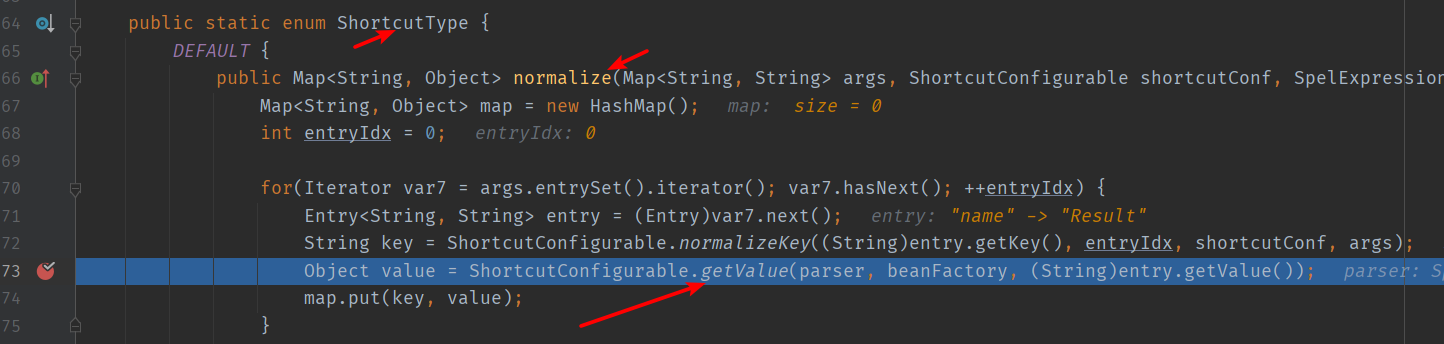 64 public static enum ShortcutType {
65 DEFAULT {
66 public Map<String, Object> normalize(Map<String, String> args, ShortcutConfigurable shortcutConf, SpelExpression
67 Map<String, Object> map = new HashMap(); map: size = 0
68 int entryIdx = 0; entryIdx: 0
69
70 for(Iterator var7 = args.entrySet().iterator(); var7.hasNext(); ++entryIdx) {
71 Entry<String, String> entry = (Entry)var7.next(); entry: "name" -> "Result"
72 String key = ShortcutConfigurable.normalizeKey((String)entry.getKey(), entryIdx, shortcutConf, args);
73 Object value = ShortcutConfigurable.getValue(parser, beanFactory, (String)entry.getValue()); parser: Sp
74 map.put(key, value);
75 }